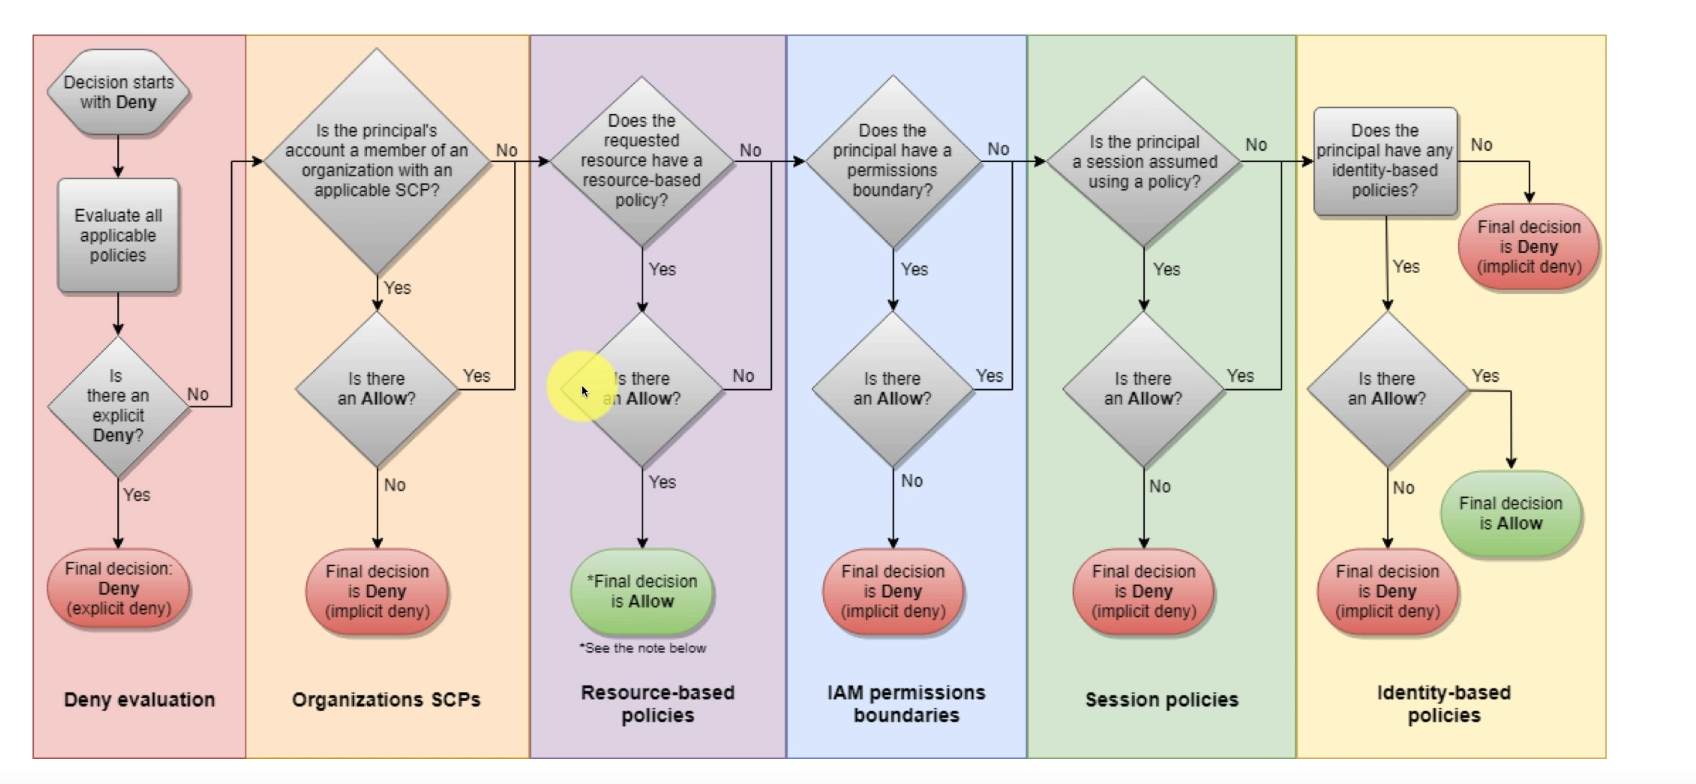 Decision starts
with Deny
Evaluate all
applicable
policies
Is
there an
explicit
Deny?
No
Yes
Final decision:
Deny
(explicit deny)
Deny evaluation
Is the principal's
account a member of an
organization with an
applicable SCP?
No
Yes
Is there
an Allow?
Yes
No
Final decision
is Deny
(implicit deny)
Organizations SCPs
Does the
requested
resource have a
resource-based
policy?
No
Yes
Is there
an Allow?
No
Yes
*Final decision
is Allow
*See the note below
Resource-based
policies
Does the
principal have a
permissions
boundary?
No
Yes
Is there
an Allow?
Yes
No
Final decision
is Deny
(implicit deny)
IAM permissions
boundaries
Is the principal
a session assumed
using a policy?
No
Yes
Is there
an Allow?
Yes
No
Final decision
is Deny
(implicit deny)
Session policies
Does the
principal have any
identity-based
policies?
No
Final decision
is Deny
(implicit deny)
Yes
Is there
an Allow?
Yes
Final decision
is Allow
No
Final decision
is Deny
(implicit deny)
Identity-based
policies